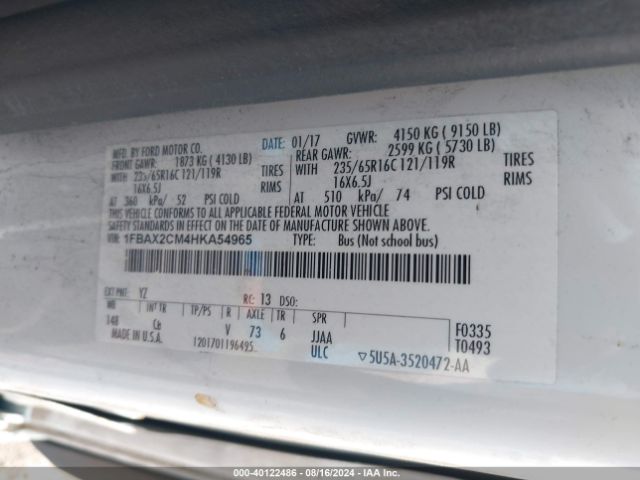 MFD. BY FORD MOTOR CO.
DATE: 01/17 GVWR: 4150 KG ( 9150 LB)
FRONT GAWR: 1873 KG ( 4130 LB)
REAR GAWR: 2599 KG ( 5730 LB)
WITH 235/65R16C 121/119R TIRES
WITH 235/65R16C 121/119R TIRES
16X6.5J RIMS
16X6.5J RIMS
AT 360 kPa/ 52 PSI COLD
AT 510 kPa/ 74 PSI COLD
THIS VEHICLE CONFORMS TO ALL APPLICABLE FEDERAL MOTOR VEHICLE
SAFETY STANDARDS IN EFFECT ON THE DATE OF MANUFACTURE SHOWN ABOVE.
VIN: 1FBAX2CM4HKA54965 TYPE: Bus (Not school bus)
EXT PNT: YZ RC: 13 DSO:
WB INT TR TP/PS R AXLE TR SPR
148 V 73 6 JJAA
F0335
T0493
MADE IN U.S.A. 1201701196495 ULC ▽5U5A-3520472-AA
000-40122486 - 08/16/2024 - IAA Inc.